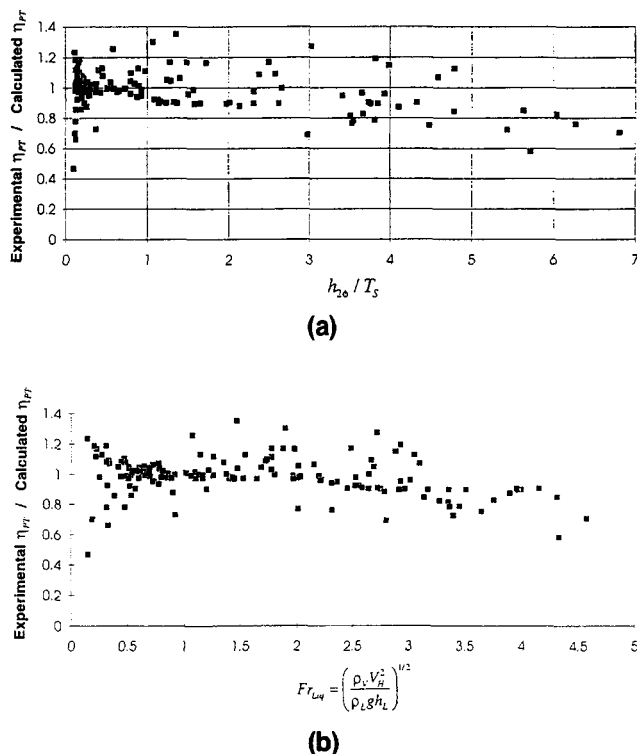 Experimental η_PT / Calculated η_PT
1.4
1.2
1
0.8
0.6
0.4
0.2
0
0 1 2 3 4 5 6 7
h_2Φ / T_S
(a)
Experimental η_PT / Calculated η_PT
1.4
1.2
1
0.8
0.6
0.4
0.2
0
0 0.5 1 1.5 2 2.5 3 3.5 4 4.5 5
Fr_Liq = (ρ_V V_H^2 / ρ_L g h_L)^1/2
(b)